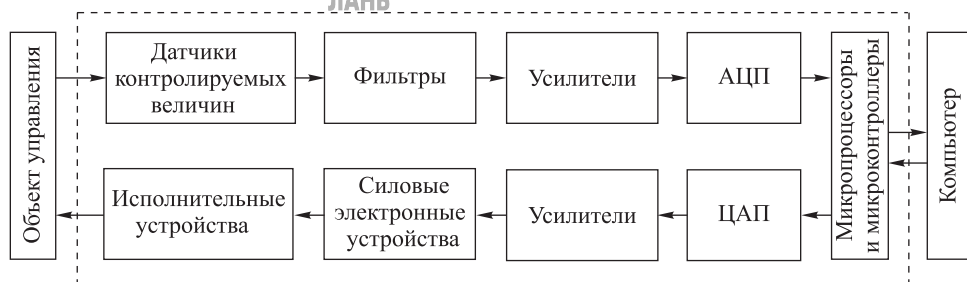 ЛАНЬ
Объект управления
Датчики
контролируемых
величин
Фильтры
Усилители
АЦП
Микропроцессоры
и микроконтроллеры
Компьютер
Исполнительные
устройства
Силовые
электронные
устройства
Усилители
ЦАП